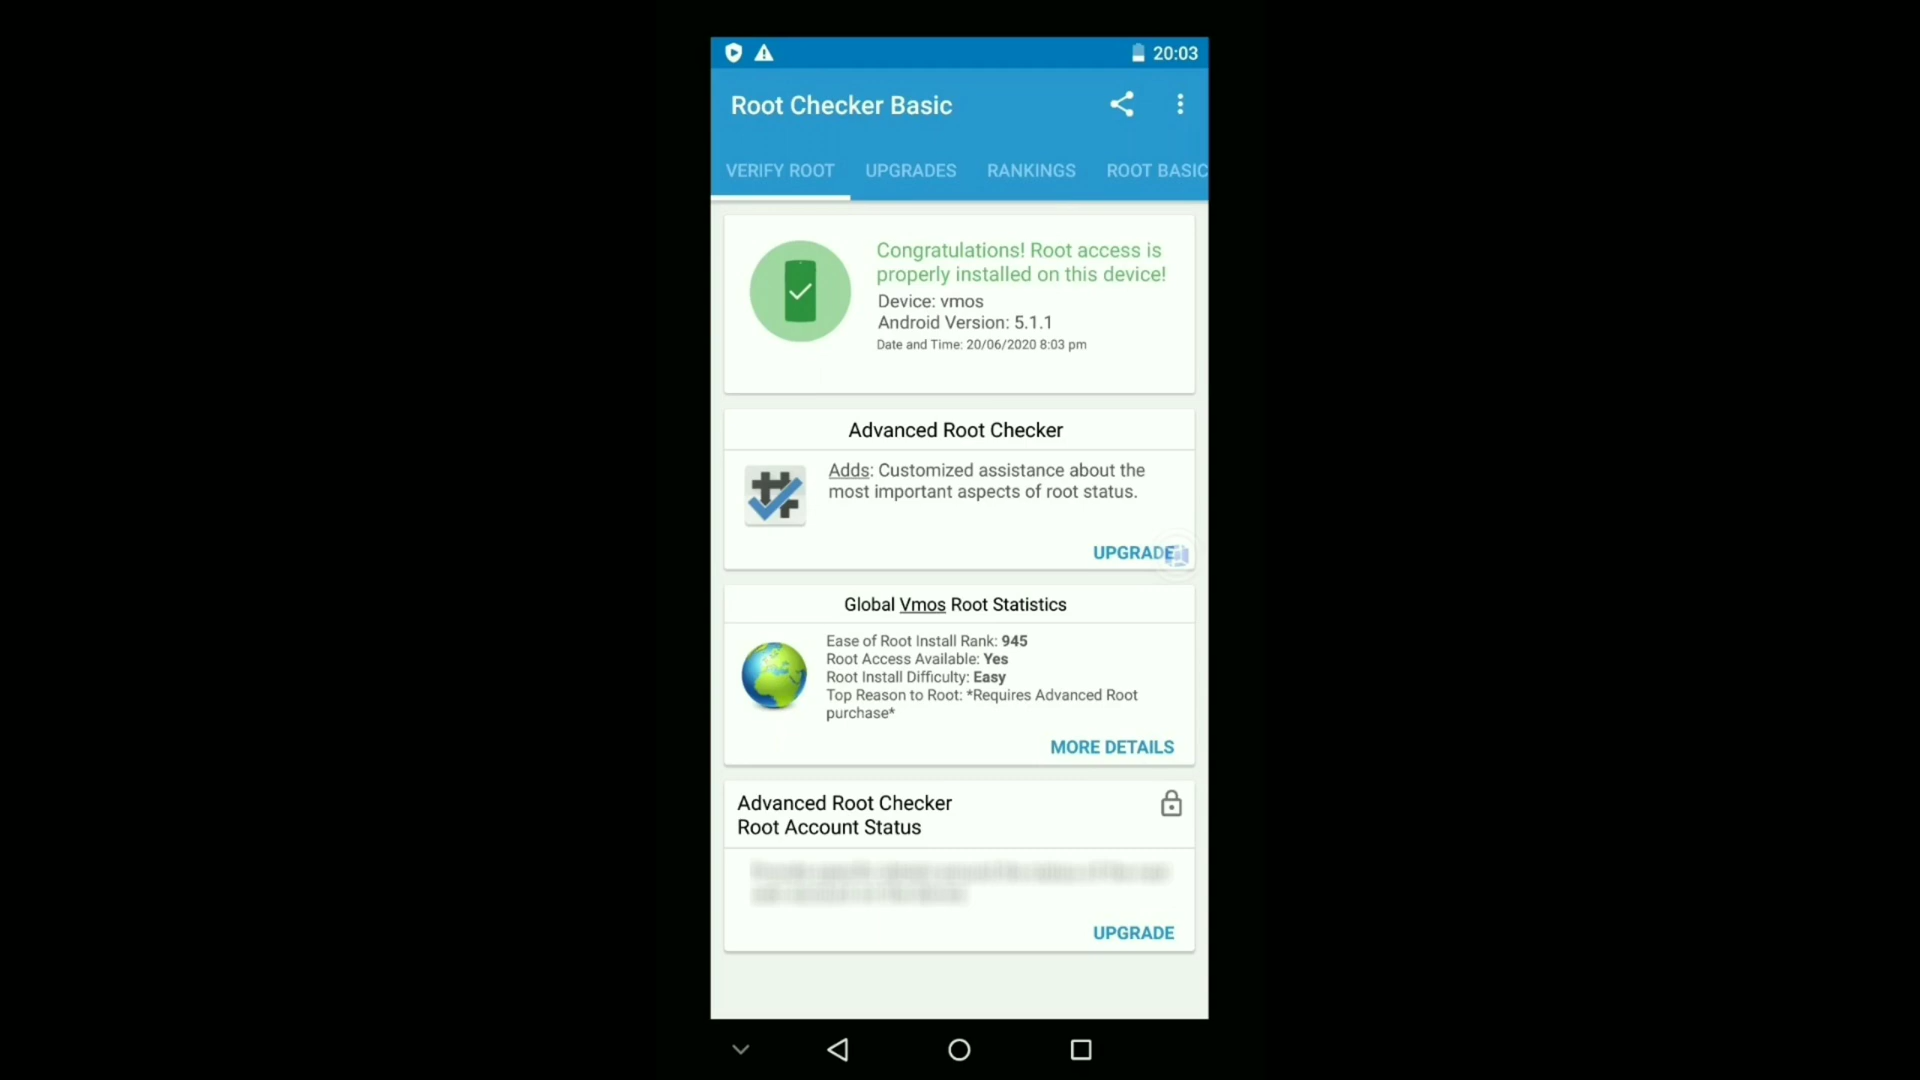 20:03
Root Checker Basic
VERIFY ROOT UPGRADES RANKINGS ROOT BASIC
Congratulations! Root access is
properly installed on this device!
Device: vmos
Android Version: 5.1.1
Date and Time: 20/06/2020 8:03 pm
Advanced Root Checker
Adds: Customized assistance about the
most important aspects of root status.
UPGRADE
Global Vmos Root Statistics
Ease of Root Install Rank: 945
Root Access Available: Yes
Root Install Difficulty: Easy
Top Reason to Root: *Requires Advanced Root
purchase*
MORE DETAILS
Advanced Root Checker
Root Account Status
UPGRADE